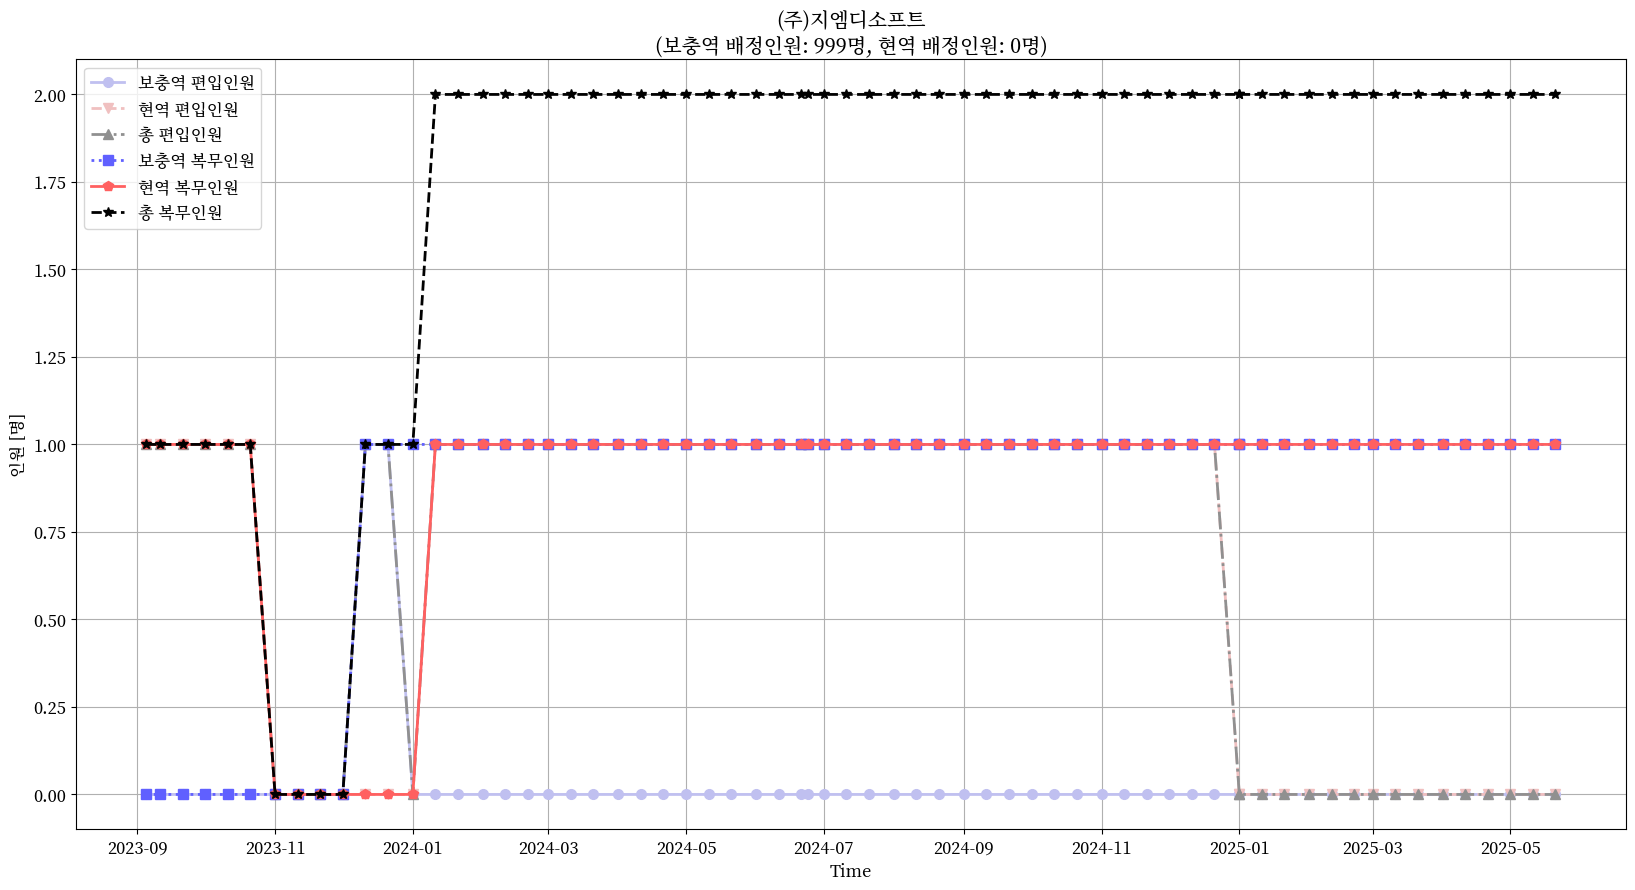 (주)지엠디소프트
(보충역 배정인원: 999명, 현역 배정인원: 0명)
보충역 편입인원
현역 편입인원
총 편입인원
보충역 복무인원
현역 복무인원
총 복무인원
2.00
1.75
1.50
1.25
1.00
0.75
0.50
0.25
0.00
인원 [명]
2023-09 2023-11 2024-01 2024-03 2024-05 2024-07 2024-09 2024-11 2025-01 2025-03 2025-05
Time